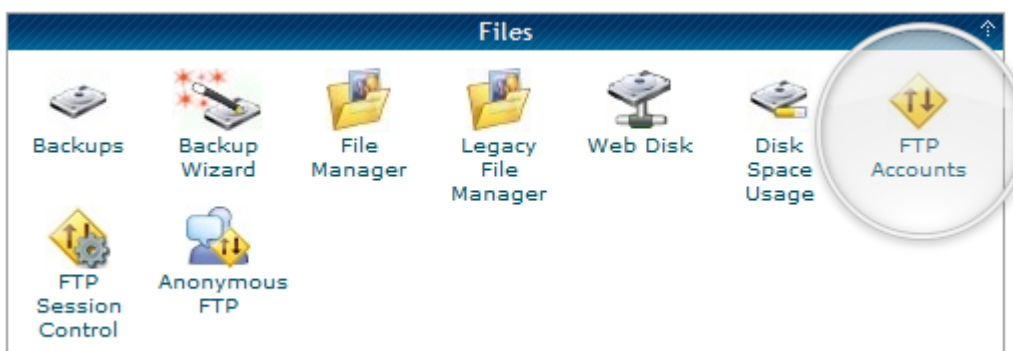 Files
Backups
Backup
Wizard
File
Manager
Legacy
File
Manager
Web Disk
Disk
Space
Usage
FTP
Accounts
FTP
Session
Control
Anonymous
FTP